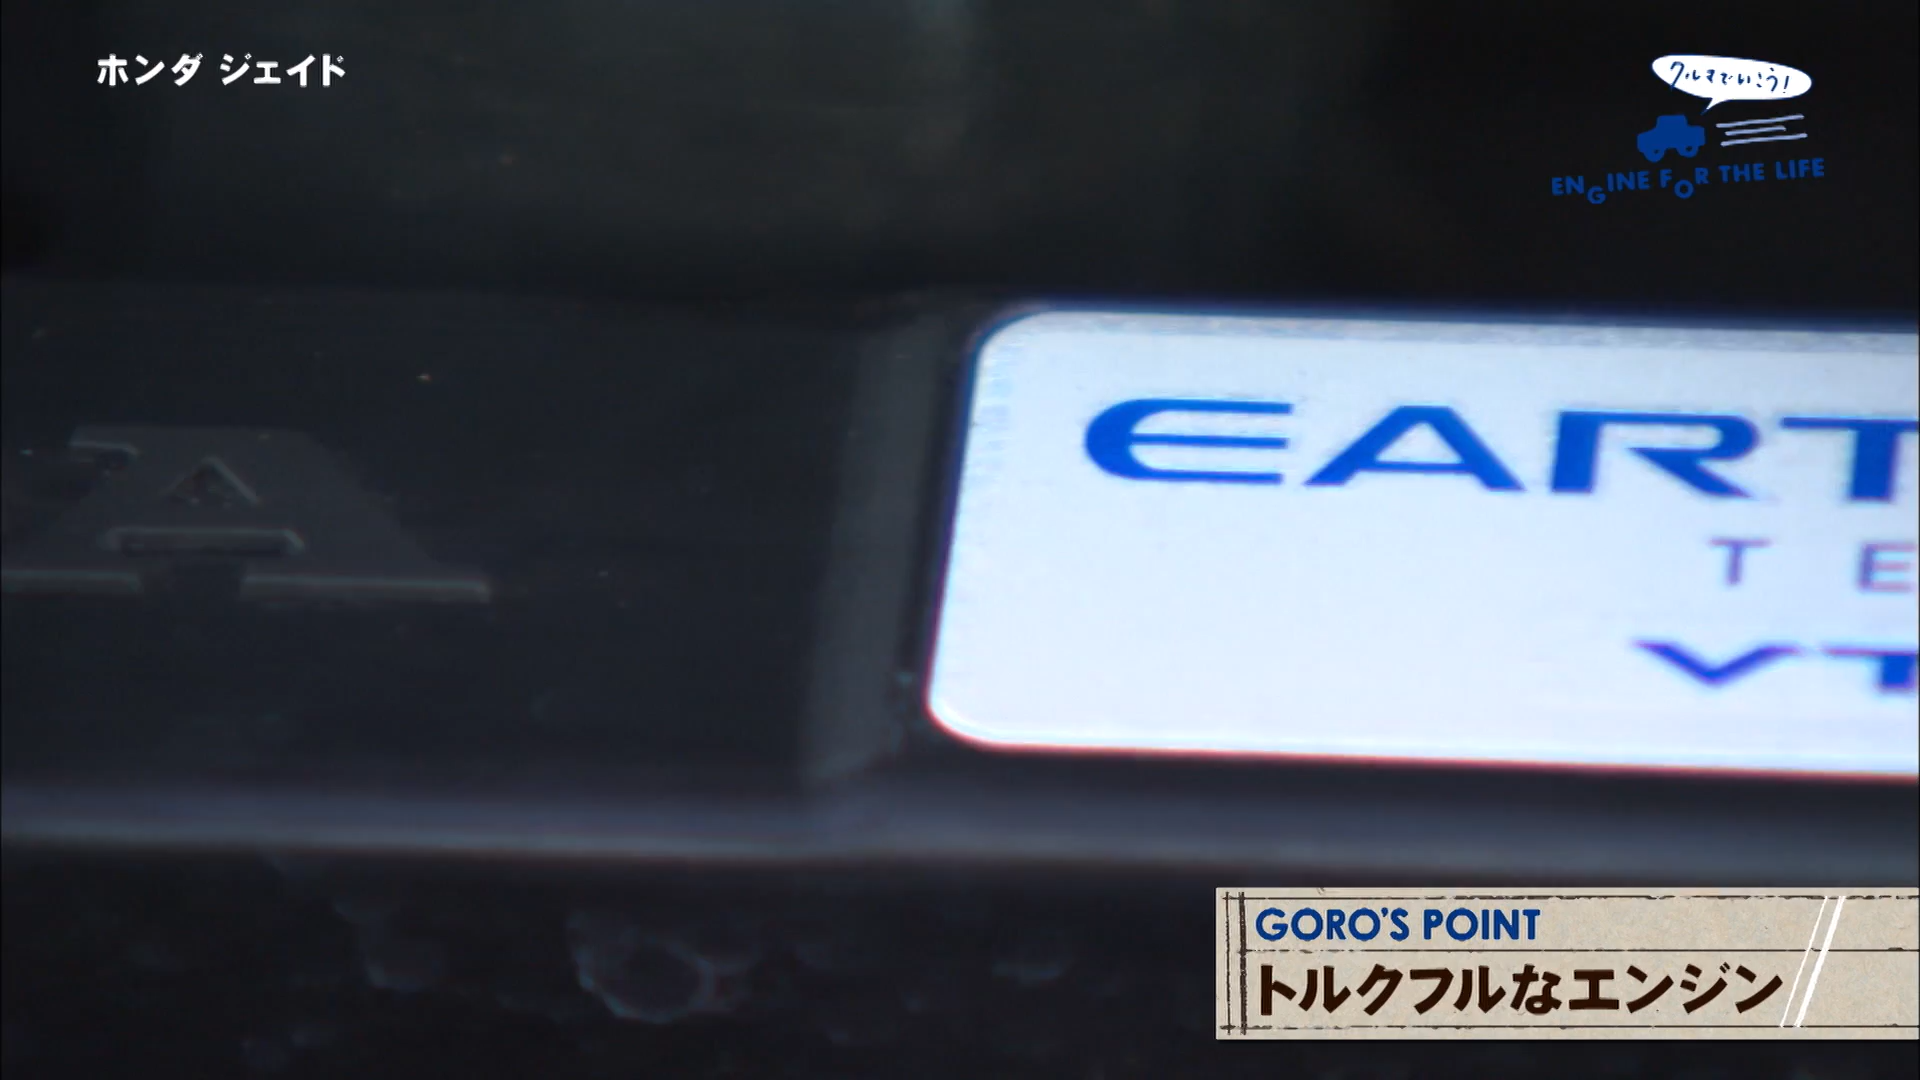 ホンダ ジェイド
クルマでいこう!
ENGINE FOR THE LIFE
EART
TE
VT
GORO'S POINT
トルクフルなエンジン